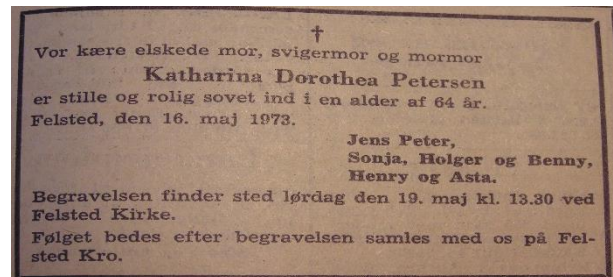 †
Vor kære elskede mor, svigermor og mormor
Katharina Dorothea Petersen
er stille og rolig sovet ind i en alder af 64 år.
Felsted, den 16. maj 1973.
Jens Peter,
Sonja, Holger og Benny,
Henry og Asta.
Begravelsen finder sted lørdag den 19. maj kl. 13.30 ved
Felsted Kirke.
Følget bedes efter begravelsen samles med os på Fel-
sted Kro.